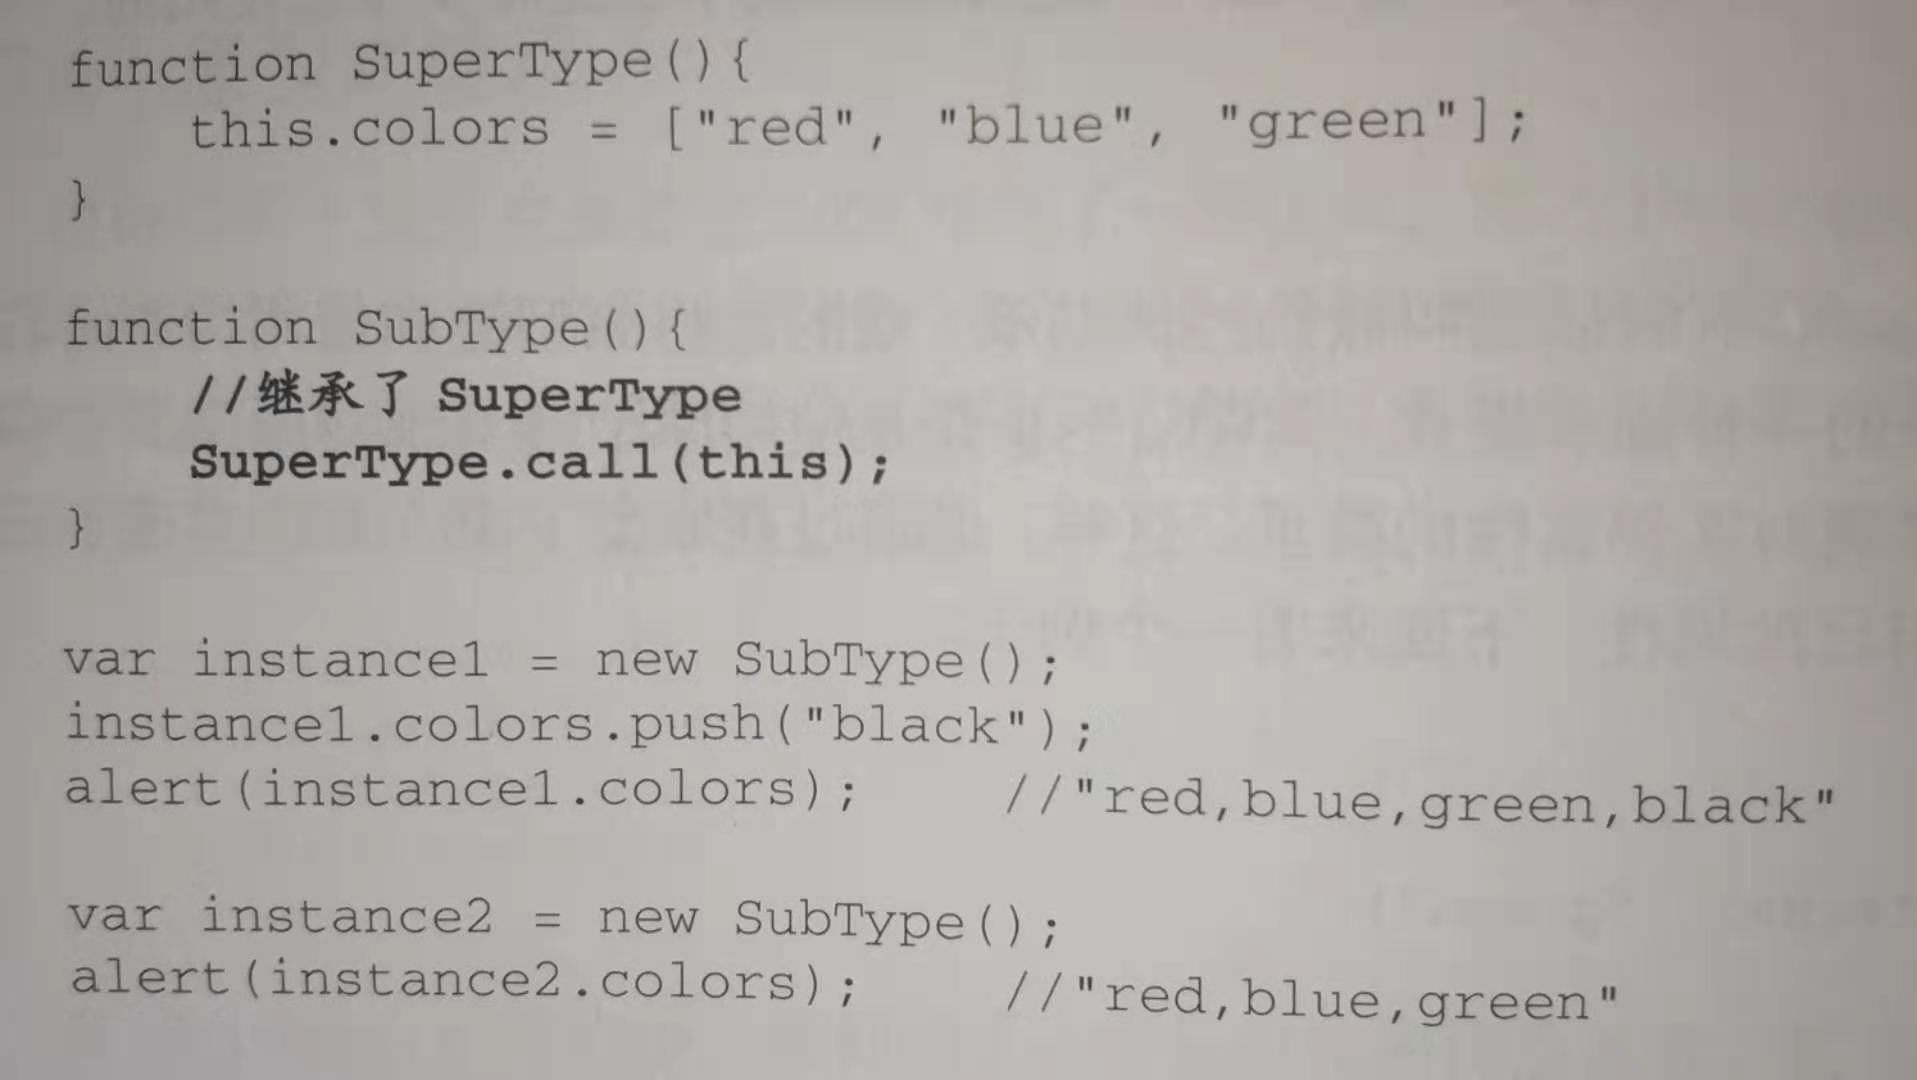 function SuperType(){
    this.colors = ["red", "blue", "green"];
}

function SubType(){
    //继承了 SuperType
    SuperType.call(this);
}

var instance1 = new SubType();
instance1.colors.push("black");
alert(instance1.colors);    //"red,blue,green,black"

var instance2 = new SubType();
alert(instance2.colors);    //"red,blue,green"